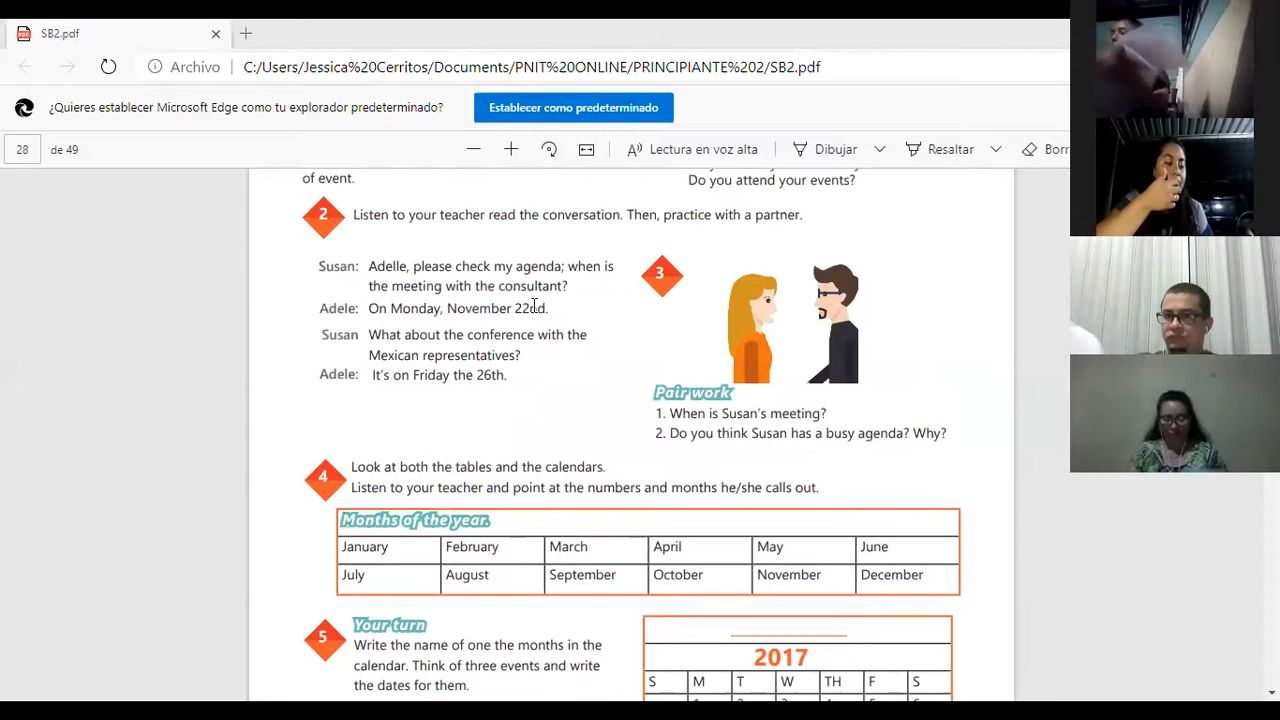 SB2.pdf
Archivo C:/Users/Jessica%20Cerritos/Documents/PNIT%20ONLINE/PRINCIPIANTE%202/SB2.pdf
¿Quieres establecer Microsoft Edge como tu explorador predeterminado? Establecer como predeterminado
28 de 49 Lectura en voz alta Dibujar Resaltar Borr
of event.
Do you attend your events?
2 Listen to your teacher read the conversation. Then, practice with a partner.
Susan: Adelle, please check my agenda; when is
the meeting with the consultant?
Adele: On Monday, November 22nd.
Susan What about the conference with the
Mexican representatives?
Adele: It's on Friday the 26th.
3
Pair work
1. When is Susan's meeting?
2. Do you think Susan has a busy agenda? Why?
4 Look at both the tables and the calendars.
Listen to your teacher and point at the numbers and months he/she calls out.
Months of the year.
January February March April May June
July August September October November December
5 Your turn
Write the name of one the months in the
calendar. Think of three events and write
the dates for them.
2017
S M T W TH F S